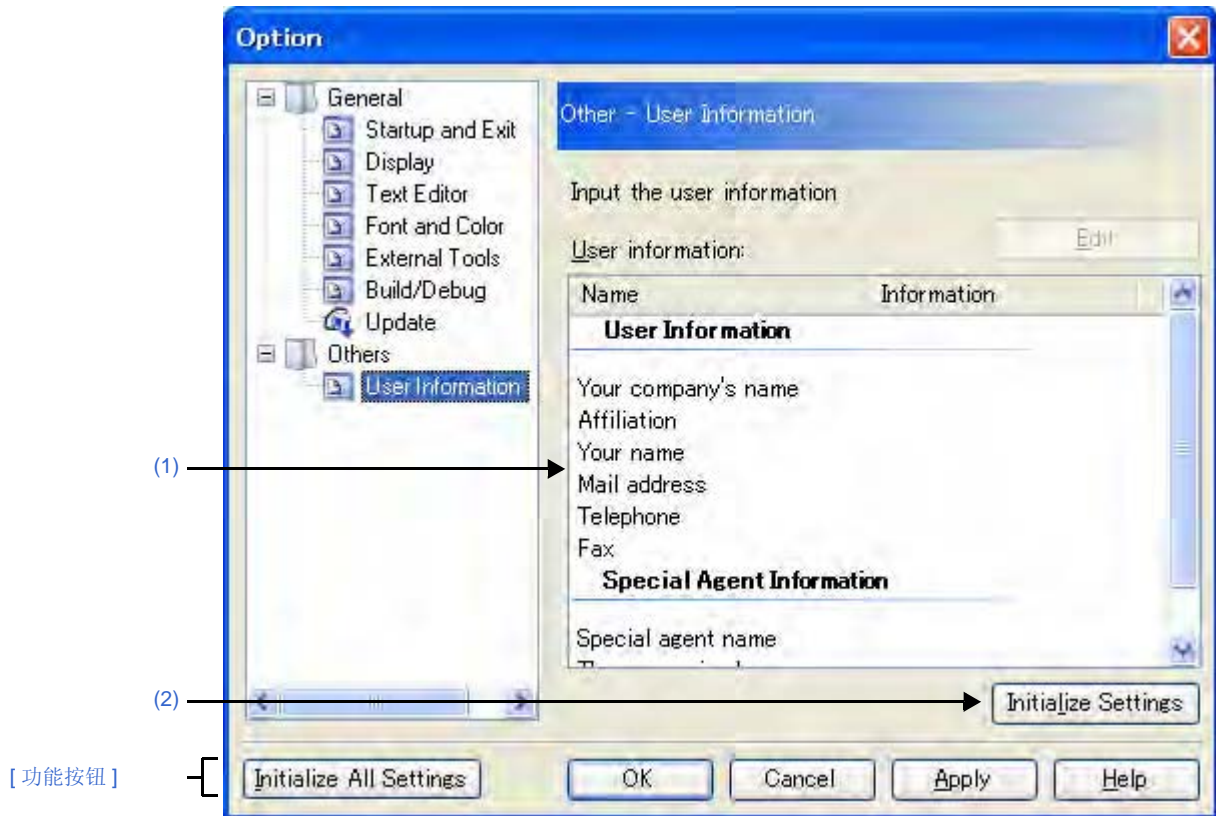 Option
General
Startup and Exit
Display
Text Editor
Font and Color
External Tools
Build/Debug
Update
Others
User Information
Other - User Information
Input the user information
User information:
Edit
Name Information
User Information
Your company's name
Affiliation
Your name
Mail address
Telephone
Fax
Special Agent Information
Special agent name
(1)
(2)
Initialize Settings
[ 功能按钮 ]
Initialize All Settings
OK
Cancel
Apply
Help